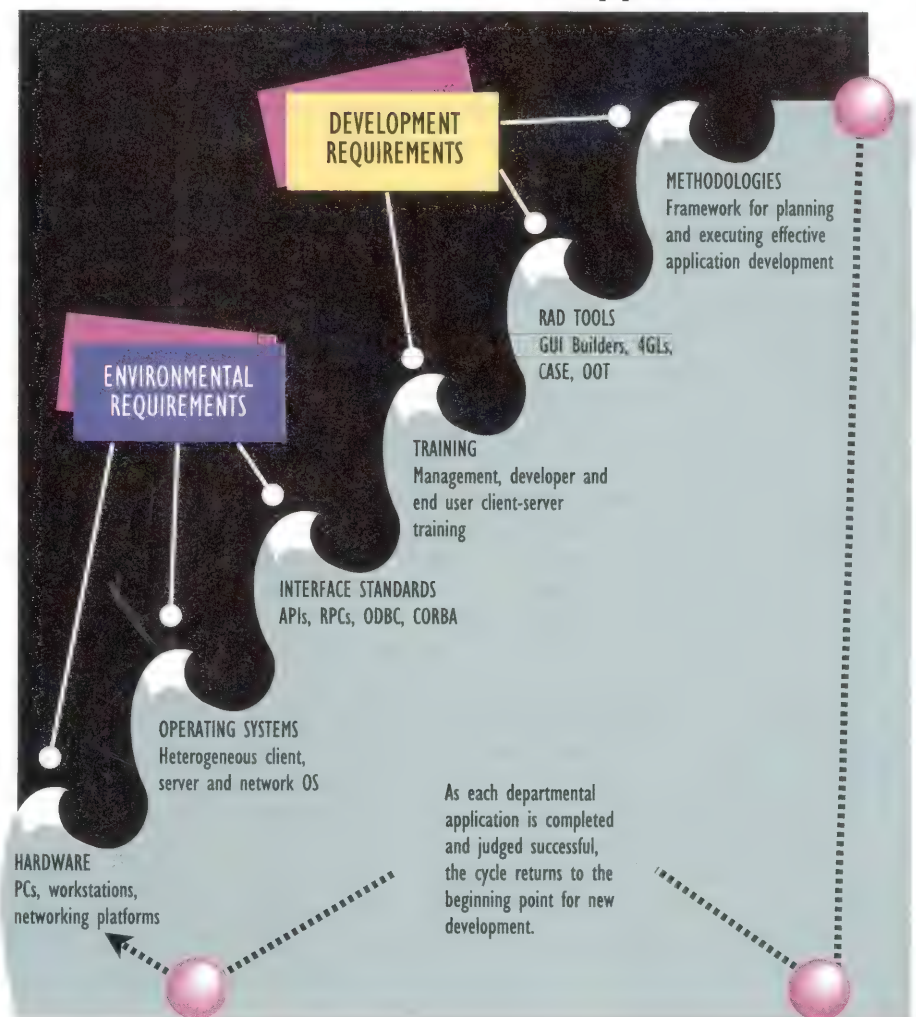 DEVELOPMENT
REQUIREMENTS
METHODOLOGIES
Framework for planning
and executing effective
application development
RAD TOOLS
GUI Builders, 4GLs,
CASE, OOT
ENVIRONMENTAL
REQUIREMENTS
TRAINING
Management, developer and
end user client-server
training
INTERFACE STANDARDS
APIs, RPCs, ODBC, CORBA
OPERATING SYSTEMS
Heterogeneous client,
server and network OS
HARDWARE
PCs, workstations,
networking platforms
As each departmental
application is completed
and judged successful,
the cycle returns to the
beginning point for new
development.